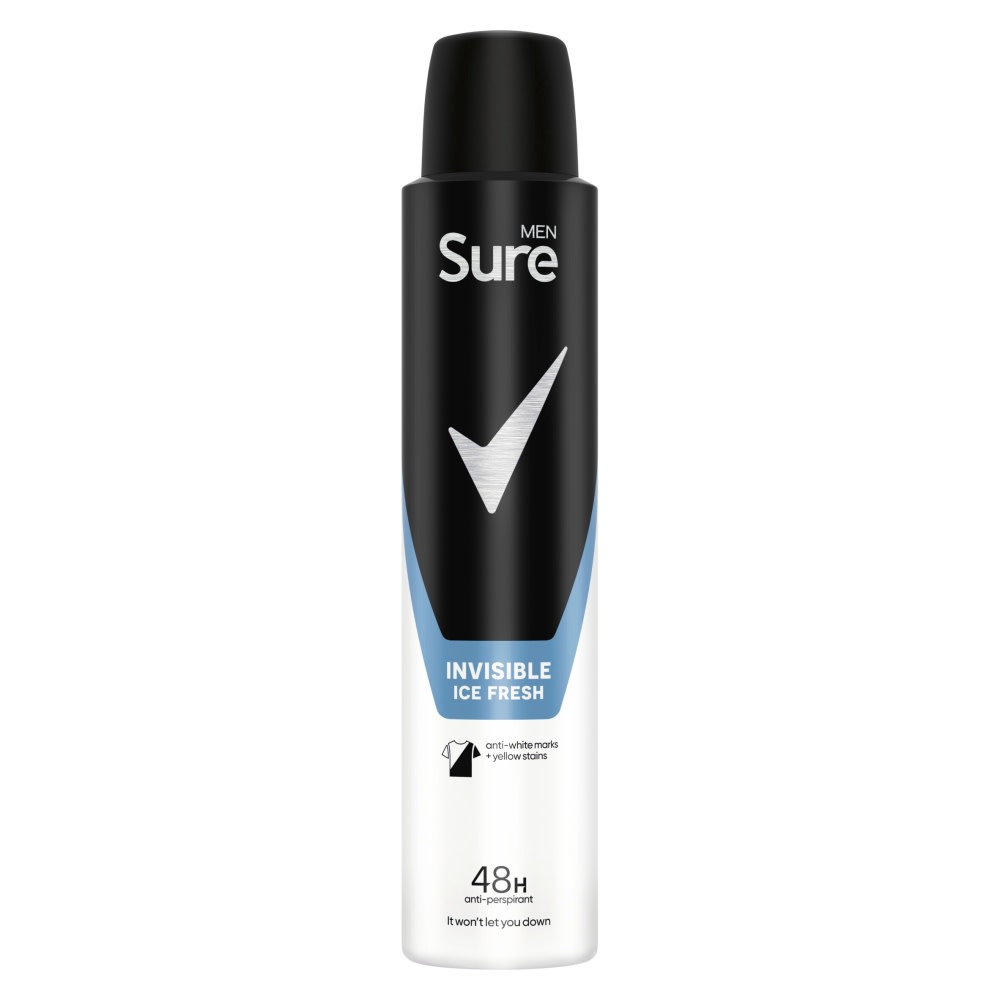 MEN
Sure
INVISIBLE
ICE FRESH
anti-white marks
+ yellow stains
48H
anti-perspirant
It won't let you down